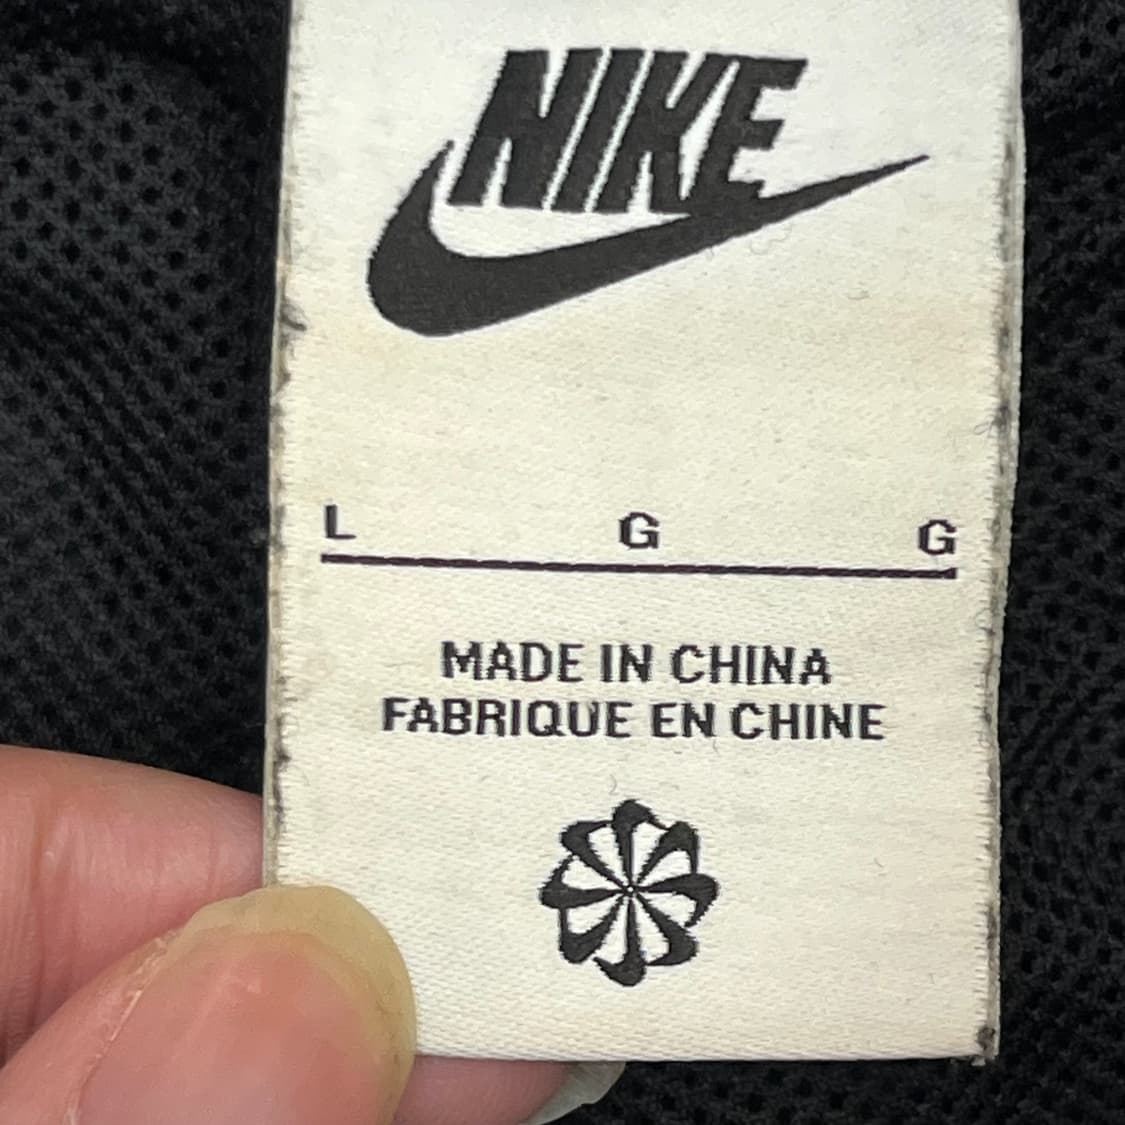 NIKE
L G G
MADE IN CHINA
FABRIQUE EN CHINE